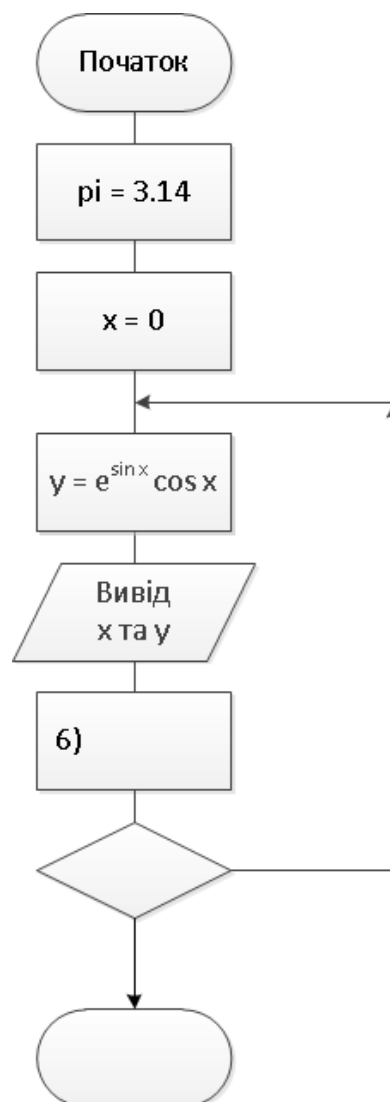 Початок
pi = 3.14
x = 0
y = e^sin x cos x
Вивід
x та y
6)